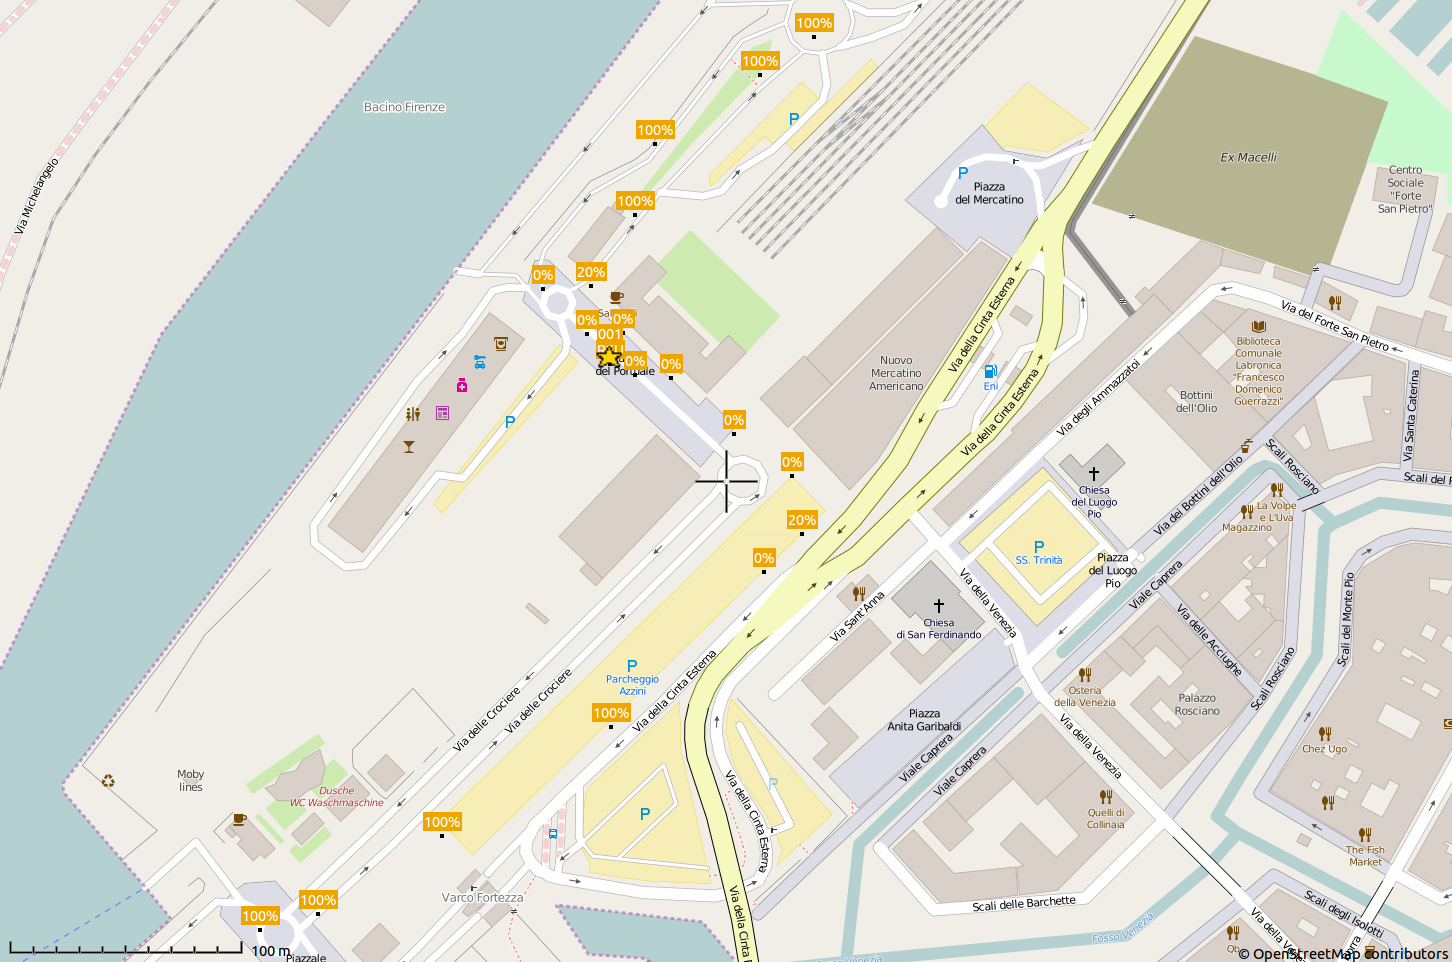 100%
100%
Bacino Firenze
P
100%
Ex Macelli
Centro
Sociale
"Forte
San Pietro"
Via Michelangelo
P
Piazza
del Mercatino
100%
0%
20%
0%
0%
001
0%
0%
del Portuale
Via della Cinta Esterna
Via del Forte San Pietro
Biblioteca
Comunale
Labronica
"Francesco
Domenico
Guerrazzi"
Nuovo
Mercatino
Americano
Eni
Via della Cinta Esterna
Via degli Ammazzatoi
Bottini
dell'Olio
Via Santa Caterina
P
0%
0%
20%
0%
Chiesa
del Luogo
Pio
Scali Rosciano
Via dei Bottini dell'Olio
Scali del
La Volpe
e L'Uva
Magazzino
P
SS. Trinità
Piazza
del Luogo
Pio
Viale Caprera
Via della Venezia
Via Sant'Anna
Chiesa
di San Ferdinando
Via delle Acciughe
Scali del Monte Pio
Scali Rosciano
P
Parcheggio
Azzini
Via della Cinta Esterna
Via delle Crociere
Via delle Crociere
100%
Osteria
della Venezia
Palazzo
Rosciano
Piazza
Anita Garibaldi
Viale Caprera
Viale Caprera
Via della Venezia
Chez Ugo
Moby
lines
Dusche
WC Waschmaschine
P
P
Via della Cinta Esterna
Quelli di
Collinaia
100%
The Fish
Market
Varco Fortezza
100%
100%
Scali delle Barchette
Scali degli Isolotti
Fosso Venezia
Via della Cinta
Via della
100 m
Piazzale
© OpenStreetMap contributors